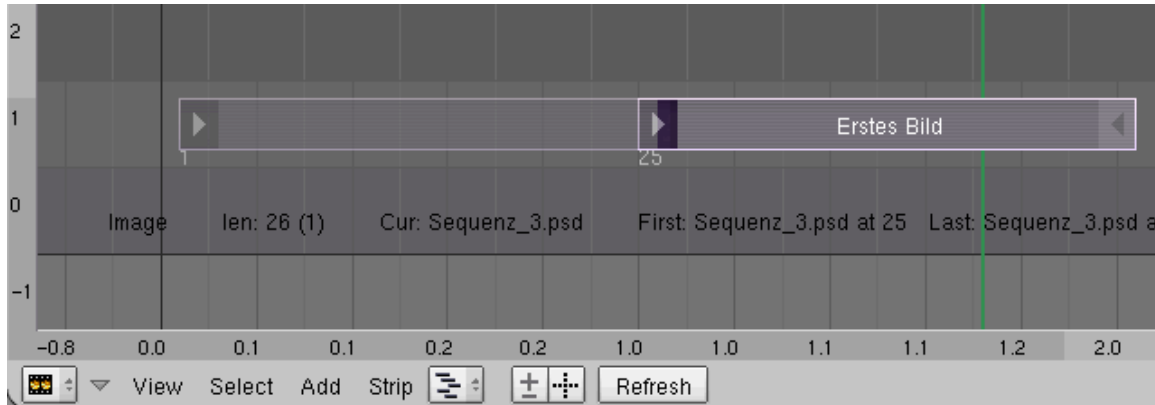 2
1
Erstes Bild
1 25
0
Image len: 26 (1) Cur: Sequenz_3.psd First: Sequenz_3.psd at 25 Last: Sequenz_3.psd a
-1
-0.8 0.0 0.1 0.1 0.2 0.2 1.0 1.0 1.1 1.1 1.2 2.0
View Select Add Strip Refresh